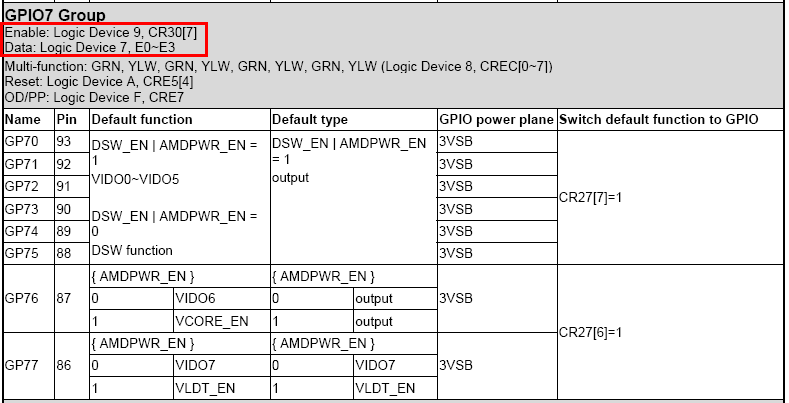 GPIO7 Group
Enable: Logic Device 9, CR30[7]
Data: Logic Device 7, E0~E3
Multi-function: GRN, YLW, GRN, YLW, GRN, YLW, GRN, YLW (Logic Device 8, CREC[0~7])
Reset: Logic Device A, CRE5[4]
OD/PP: Logic Device F, CRE7
Name Pin Default function Default type GPIO power plane Switch default function to GPIO
GP70 93 3VSB
GP71 92 3VSB
GP72 91 3VSB
GP73 90 3VSB
GP74 89 3VSB
GP75 88 3VSB
DSW_EN | AMDPWR_EN =
1
VIDO0~VIDO5
DSW_EN | AMDPWR_EN =
0
DSW function
DSW_EN | AMDPWR_EN
= 1
output
CR27[7]=1
GP76 87 3VSB
{ AMDPWR_EN } { AMDPWR_EN }
0 VIDO6 0 output
1 VCORE_EN 1 output
GP77 86 3VSB
{ AMDPWR_EN } { AMDPWR_EN }
0 VIDO7 0 VIDO7
1 VLDT_EN 1 VLDT_EN
CR27[6]=1